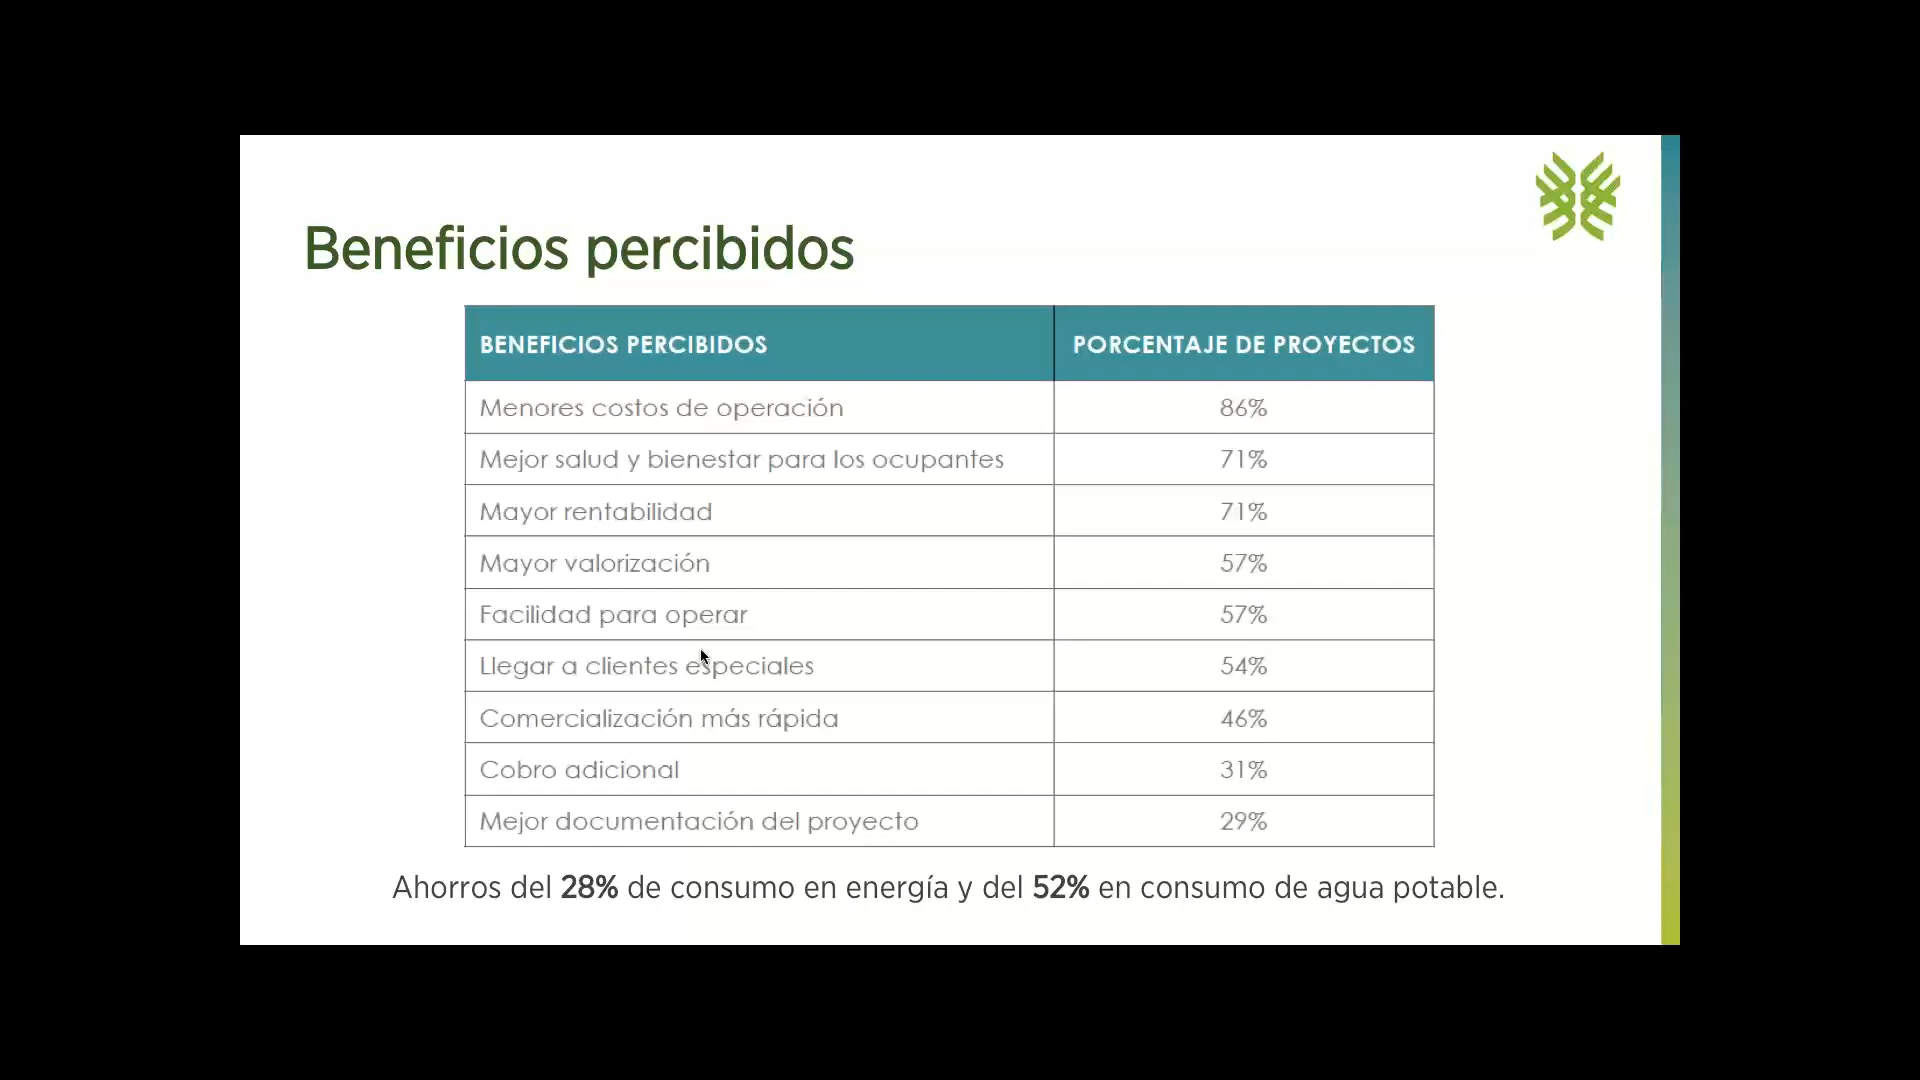 Beneficios percibidos
BENEFICIOS PERCIBIDOS PORCENTAJE DE PROYECTOS
Menores costos de operación 86%
Mejor salud y bienestar para los ocupantes 71%
Mayor rentabilidad 71%
Mayor valorización 57%
Facilidad para operar 57%
Llegar a clientes especiales 54%
Comercialización más rápida 46%
Cobro adicional 31%
Mejor documentación del proyecto 29%
Ahorros del 28% de consumo en energía y del 52% en consumo de agua potable.